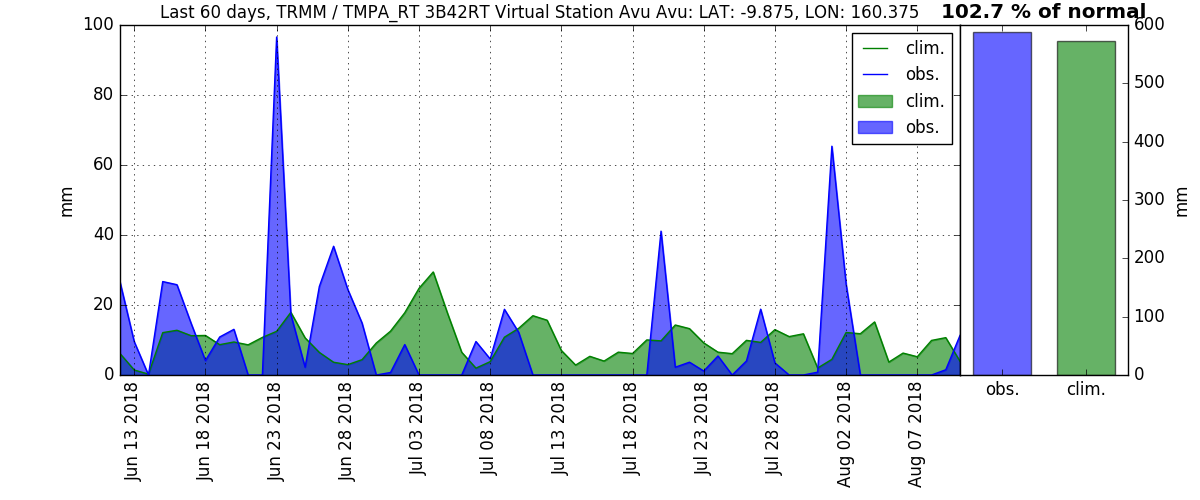 Last 60 days, TRMM / TMPA_RT 3B42RT Virtual Station Avu Avu: LAT: -9.875, LON: 160.375
102.7 % of normal
100
80
60
40
20
0
mm
clim.
obs.
clim.
obs.
Jun 13 2018
Jun 18 2018
Jun 23 2018
Jun 28 2018
Jul 03 2018
Jul 08 2018
Jul 13 2018
Jul 18 2018
Jul 23 2018
Jul 28 2018
Aug 02 2018
Aug 07 2018
600
500
400
300
200
100
0
mm
obs.
clim.